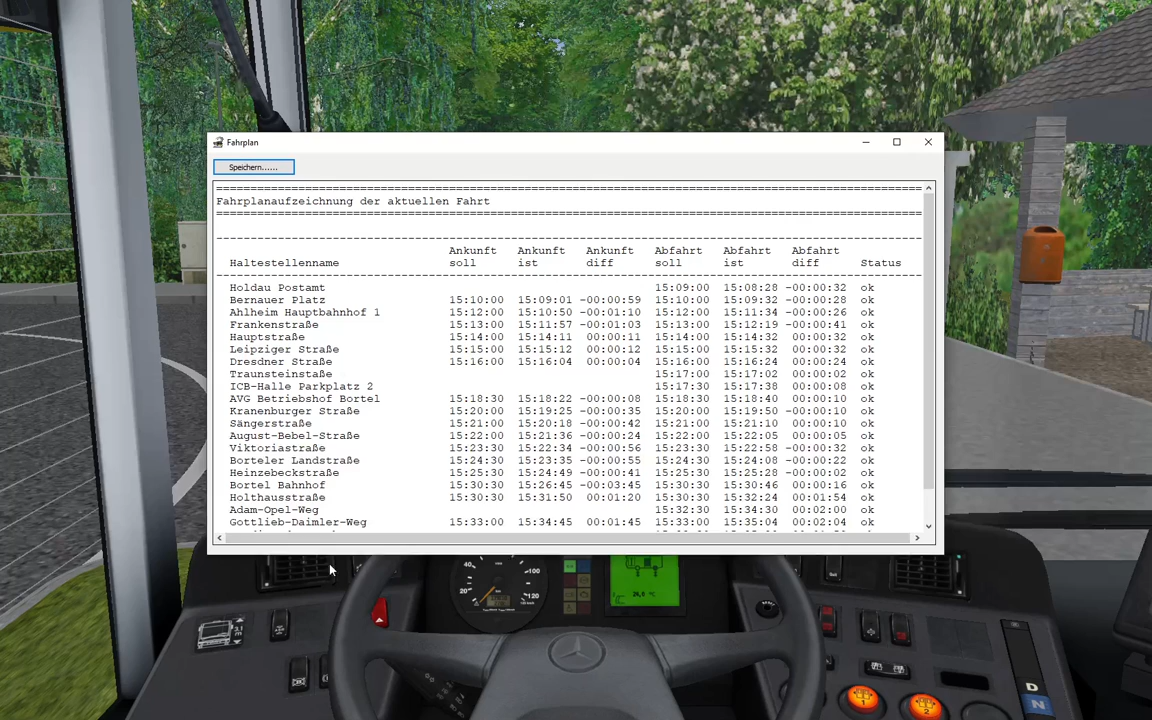 Fahrplan
Speichern......
Fahrplanaufzeichnung der aktuellen Fahrt
Ankunft Ankunft Ankunft Abfahrt Abfahrt Abfahrt
Haltestellenname soll ist diff soll ist diff Status
Holdau Postamt 15:09:00 15:08:28 -00:00:32 ok
Bernauer Platz 15:10:00 15:09:01 -00:00:59 15:10:00 15:09:32 -00:00:28 ok
Ahlheim Hauptbahnhof 1 15:12:00 15:10:50 -00:01:10 15:12:00 15:11:34 -00:00:26 ok
Frankenstraße 15:13:00 15:11:57 -00:01:03 15:13:00 15:12:19 -00:00:41 ok
Hauptstraße 15:14:00 15:14:11 00:00:11 15:14:00 15:14:32 00:00:32 ok
Leipziger Straße 15:15:00 15:15:12 00:00:12 15:15:00 15:15:32 00:00:32 ok
Dresdner Straße 15:16:00 15:16:04 00:00:04 15:16:00 15:16:24 00:00:24 ok
Traunsteinstaße 15:17:00 15:17:02 00:00:02 ok
ICB-Halle Parkplatz 2 15:17:30 15:17:38 00:00:08 ok
AVG Betriebshof Bortel 15:18:30 15:18:22 -00:00:08 15:18:30 15:18:40 00:00:10 ok
Kranenburger Straße 15:20:00 15:19:25 -00:00:35 15:20:00 15:19:50 -00:00:10 ok
Sängerstraße 15:21:00 15:20:18 -00:00:42 15:21:00 15:21:10 00:00:10 ok
August-Bebel-Straße 15:22:00 15:21:36 -00:00:24 15:22:00 15:22:05 00:00:05 ok
Viktoriastraße 15:23:30 15:22:34 -00:00:56 15:23:30 15:22:58 -00:00:32 ok
Borteler Landstraße 15:24:30 15:23:35 -00:00:55 15:24:30 15:24:08 -00:00:22 ok
Heinzebeckstraße 15:25:30 15:24:49 -00:00:41 15:25:30 15:25:28 -00:00:02 ok
Bortel Bahnhof 15:30:30 15:26:45 -00:03:45 15:30:30 15:30:46 00:00:16 ok
Holthausstraße 15:30:30 15:31:50 00:01:20 15:30:30 15:32:24 00:01:54 ok
Adam-Opel-Weg 15:32:30 15:34:30 00:02:00 ok
Gottlieb-Daimler-Weg 15:33:00 15:34:45 00:01:45 15:33:00 15:35:04 00:02:04 ok
40
100
20
120
24,0 °C
1
2
D
N